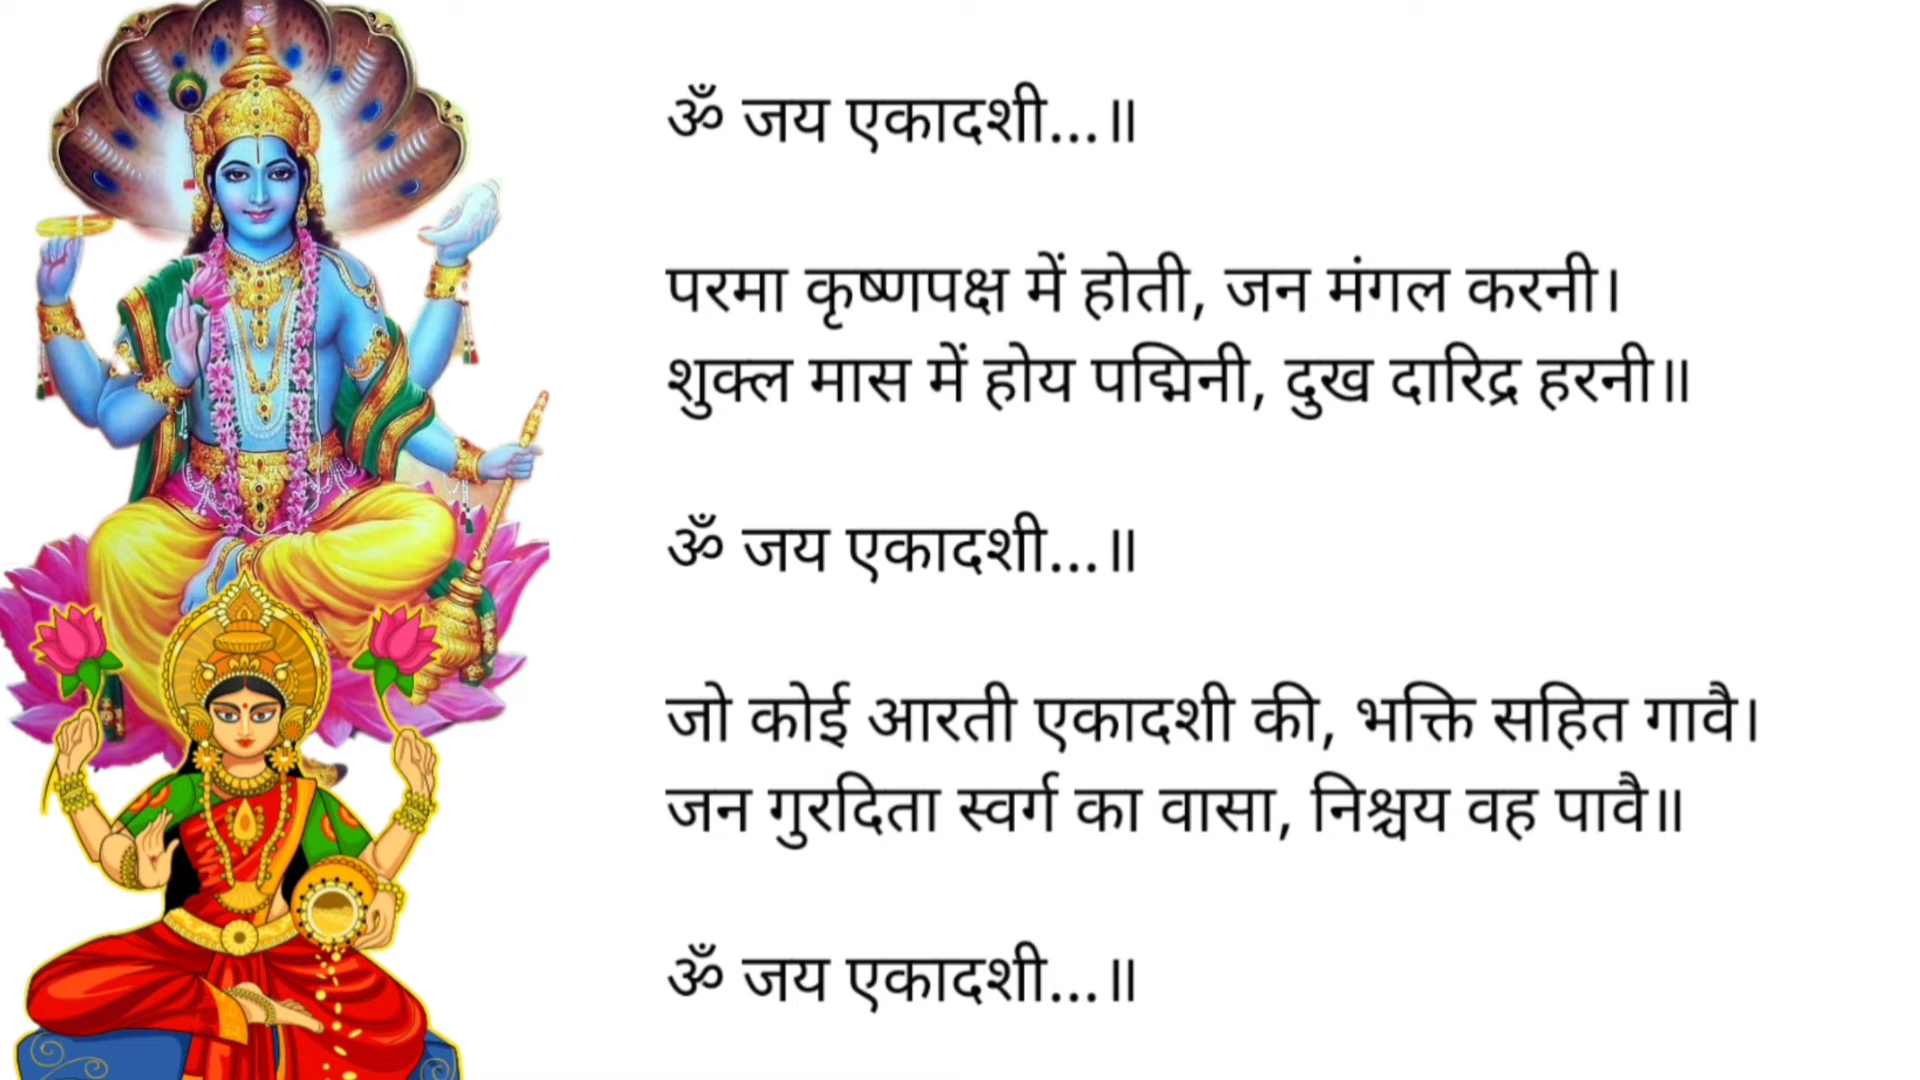 ॐ जय एकादशी...॥
परमा कृष्णपक्ष में होती, जन मंगल करनी।
शुक्ल मास में होय पद्मिनी, दुख दारिद्र हरनी॥
ॐ जय एकादशी...॥
जो कोई आरती एकादशी की, भक्ति सहित गावै।
जन गुरदिता स्वर्ग का वासा, निश्चय वह पावै॥
ॐ जय एकादशी...॥